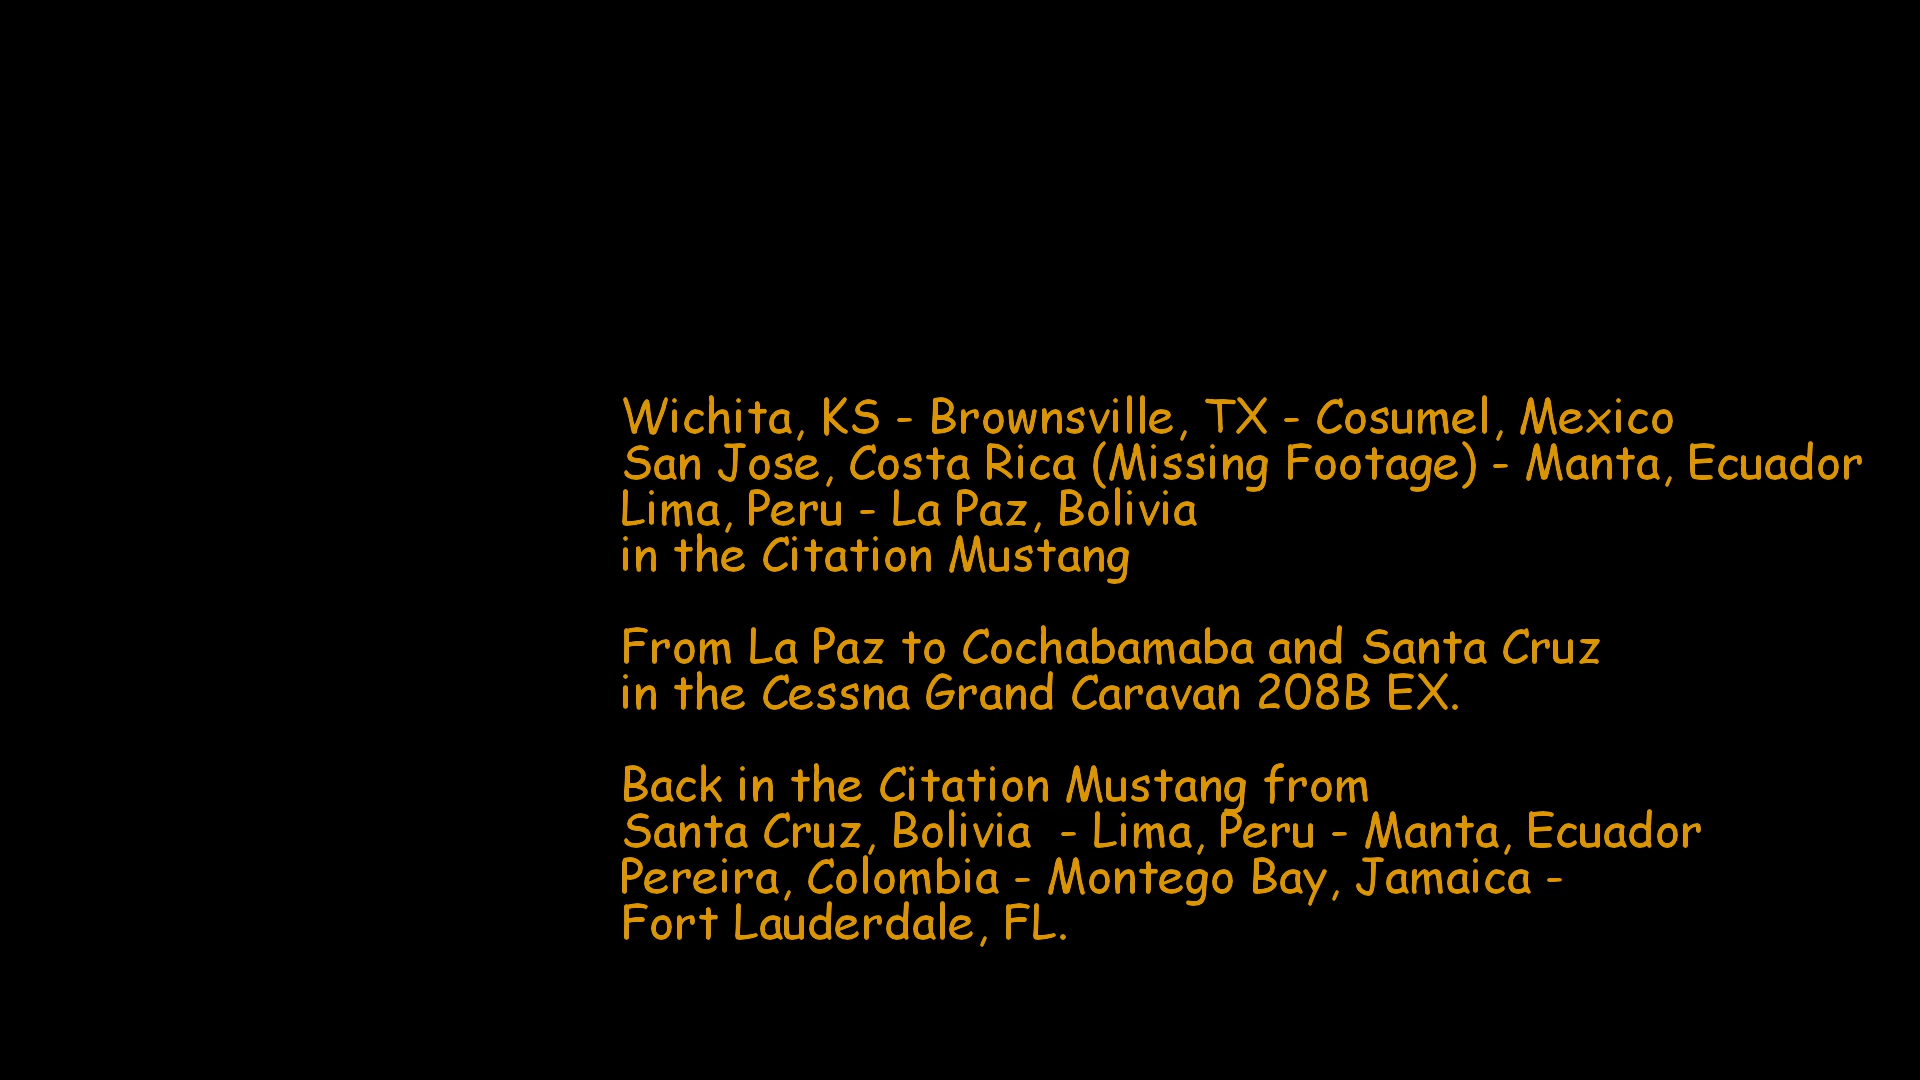 Wichita, KS - Brownsville, TX - Cosumel, Mexico
San Jose, Costa Rica (Missing Footage) - Manta, Ecuador
Lima, Peru - La Paz, Bolivia
in the Citation Mustang
From La Paz to Cochabamaba and Santa Cruz
in the Cessna Grand Caravan 208B EX.
Back in the Citation Mustang from
Santa Cruz, Bolivia  - Lima, Peru - Manta, Ecuador
Pereira, Colombia - Montego Bay, Jamaica -
Fort Lauderdale, FL.